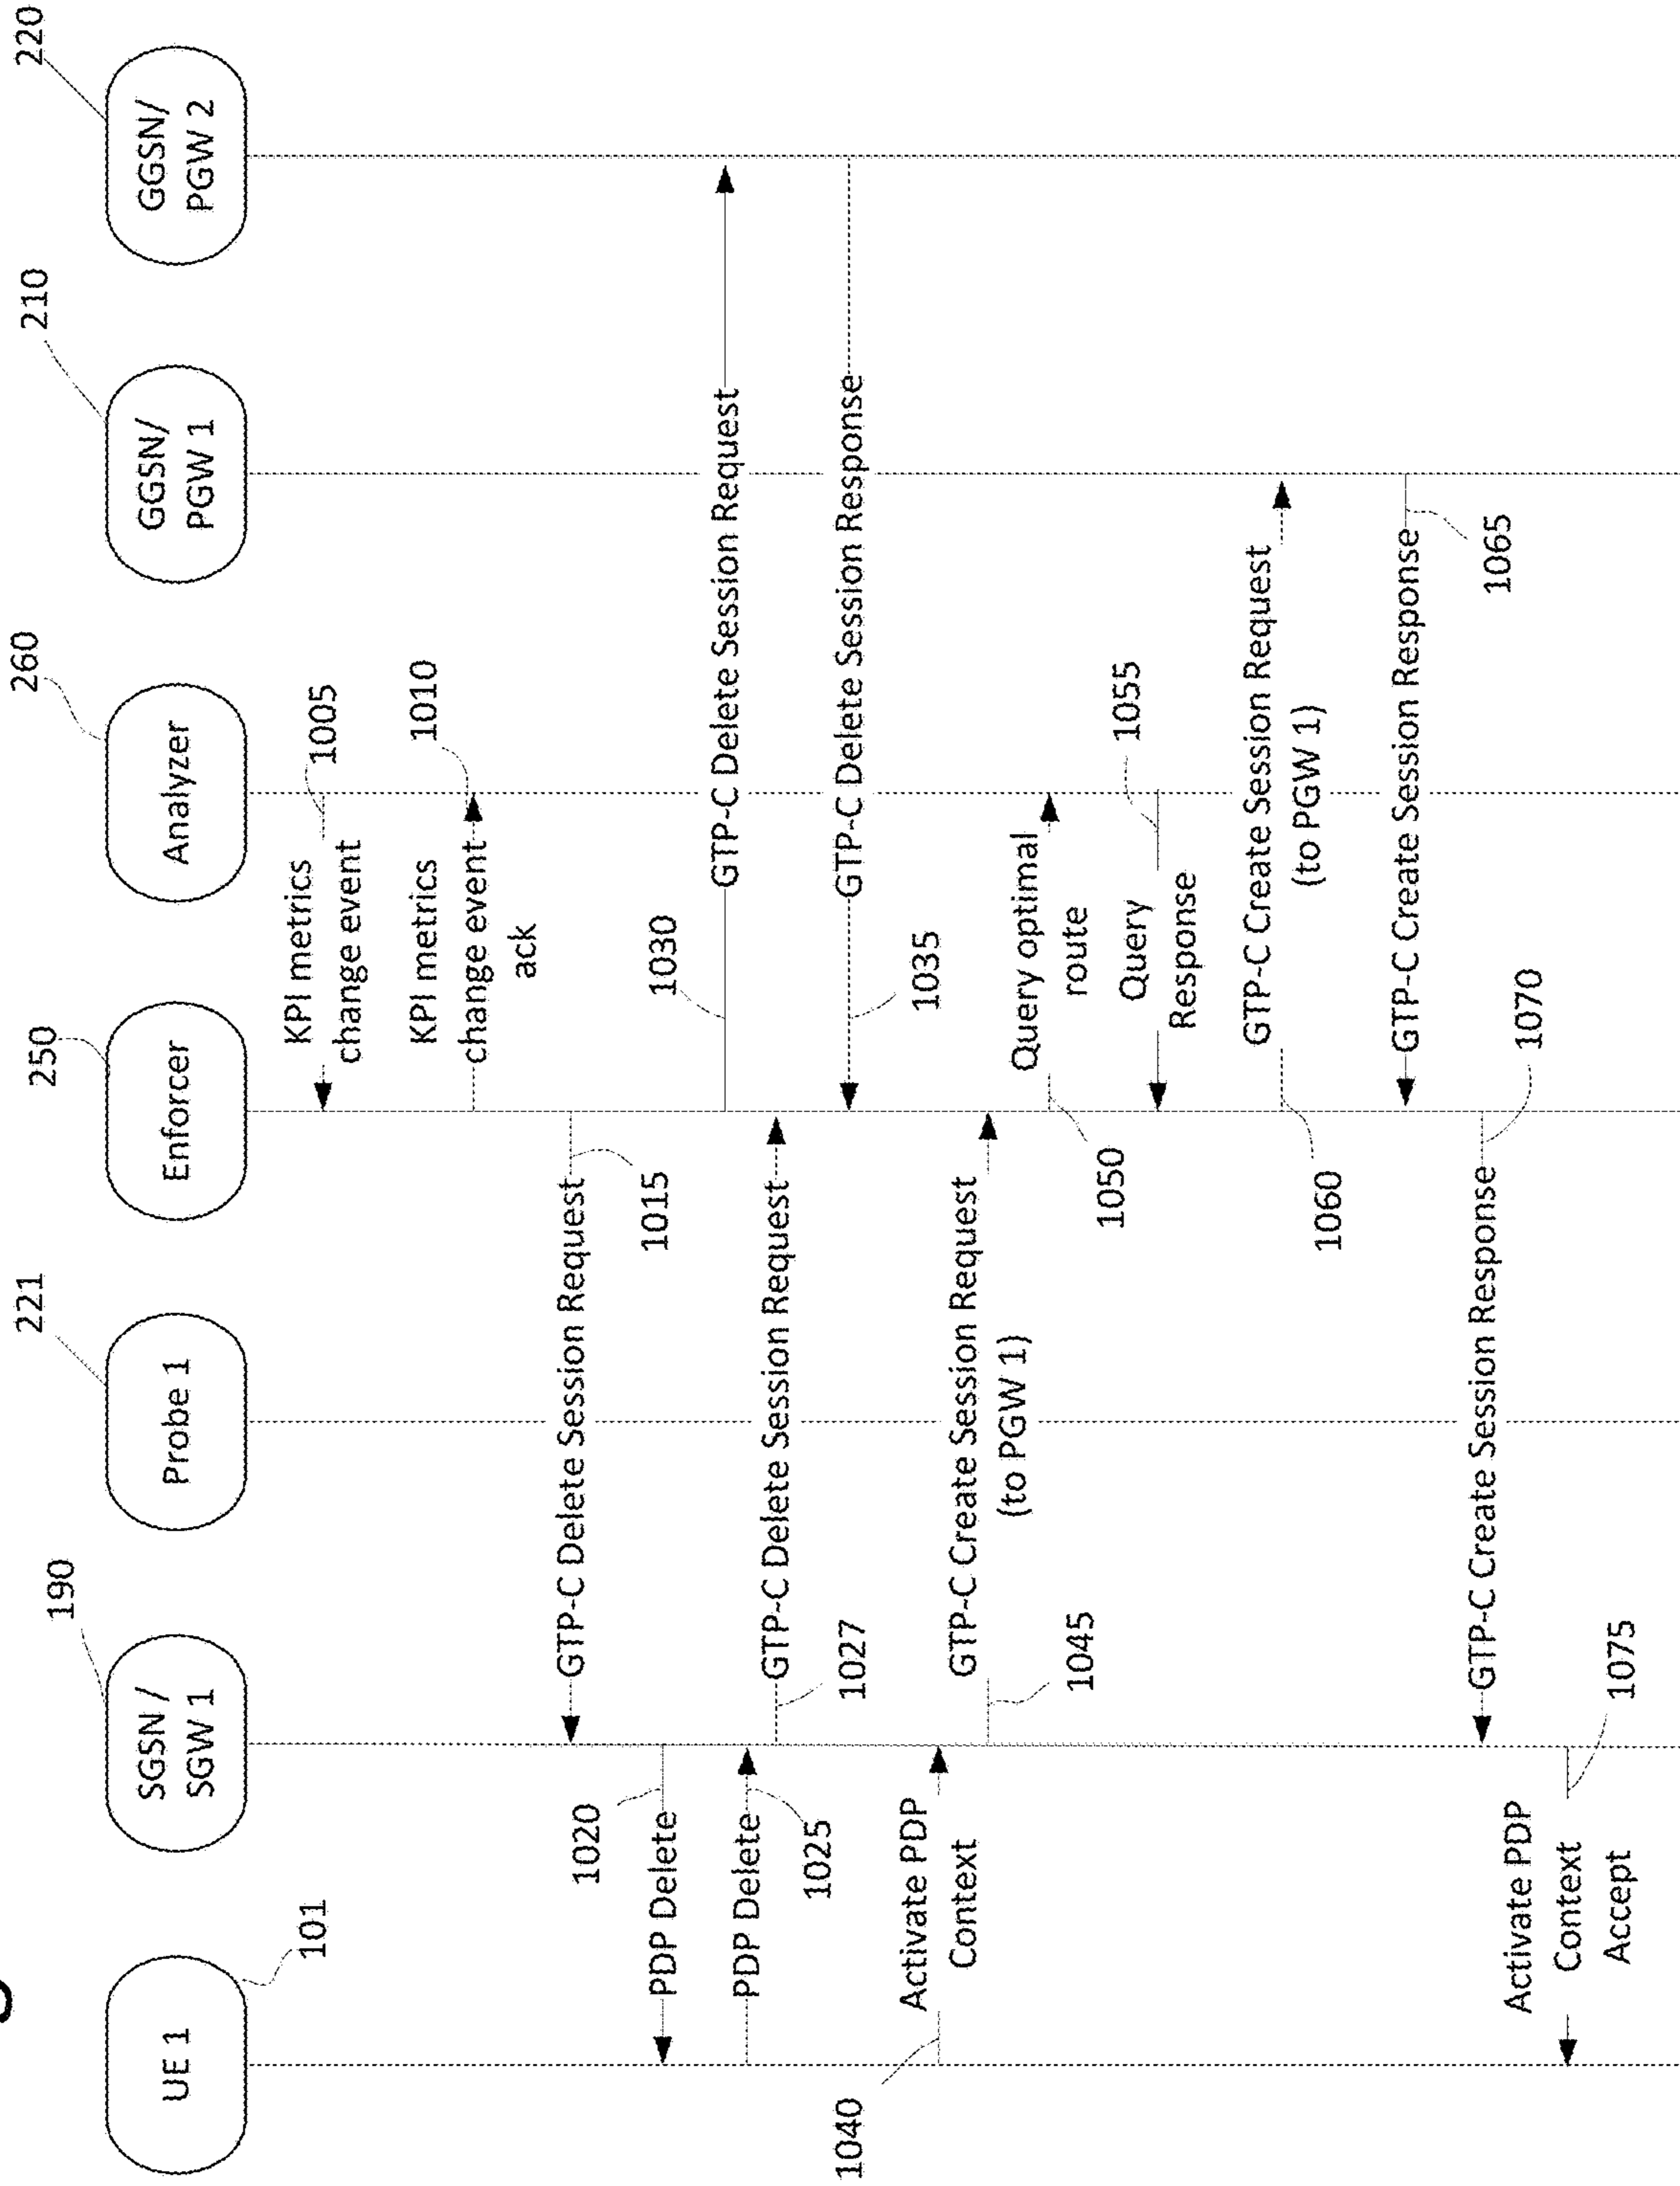 UE 1
101
SGSN /
SGW 1
190
Probe 1
221
Enforcer
250
Analyzer
260
GGSN/
PGW 1
210
GGSN/
PGW 2
220
KPI metrics
change event
1005
KPI metrics
change event
ack
1010
GTP-C Delete Session Request
1015
PDP Delete
1020
PDP Delete
1025
GTP-C Delete Session Request
1030
GTP-C Delete Session Request
1027
GTP-C Delete Session Response
1035
Activate PDP
Context
1040
GTP-C Create Session Request
(to PGW 1)
1045
Query optimal
route
1050
Query
Response
1055
GTP-C Create Session Request
(to PGW 1)
1060
GTP-C Create Session Response
1065
GTP-C Create Session Response
1070
Activate PDP
Context
Accept
1075